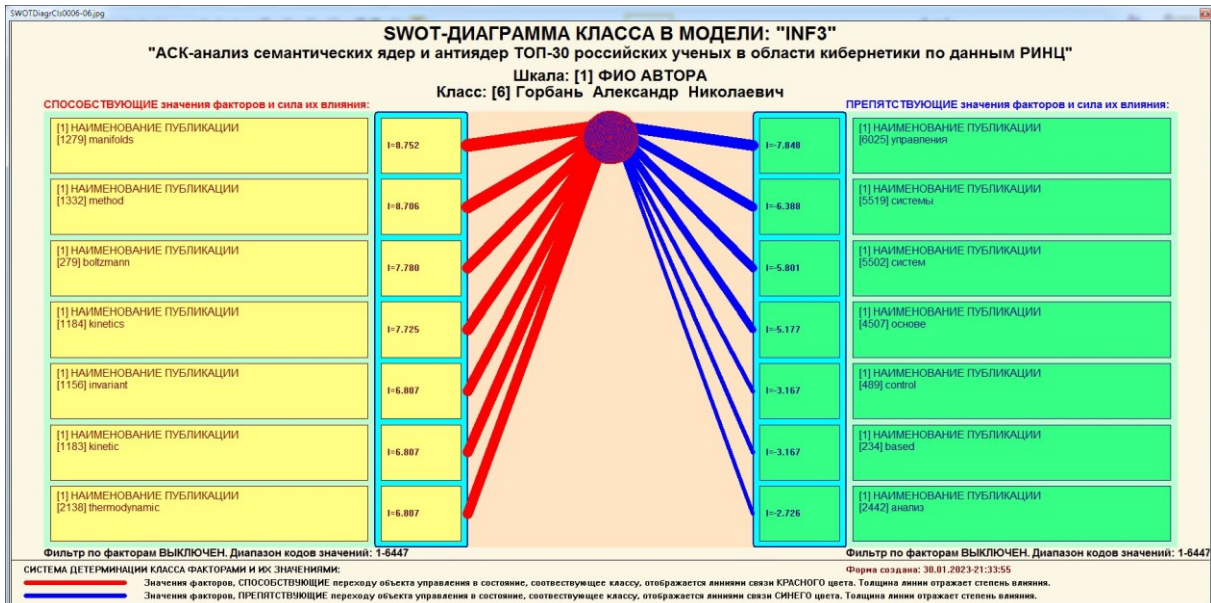 SWOTDiagrCls0006-06.jpg
SWOT-ДИАГРАММА КЛАССА В МОДЕЛИ: "INF3"
"АСК-анализ семантических ядер и антиядер ТОП-30 российских ученых в области кибернетики по данным РИНЦ"
Шкала: [1] ФИО АВТОРА
Класс: [6] Горбань Александр Николаевич
СПОСОБСТВУЮЩИЕ значения факторов и сила их влияния:
[1] НАИМЕНОВАНИЕ ПУБЛИКАЦИИ
[1279] manifolds
I=8.752
[1] НАИМЕНОВАНИЕ ПУБЛИКАЦИИ
[1332] method
I=8.706
[1] НАИМЕНОВАНИЕ ПУБЛИКАЦИИ
[279] boltzmann
I=7.780
[1] НАИМЕНОВАНИЕ ПУБЛИКАЦИИ
[1184] kinetics
I=7.725
[1] НАИМЕНОВАНИЕ ПУБЛИКАЦИИ
[1156] invariant
I=6.807
[1] НАИМЕНОВАНИЕ ПУБЛИКАЦИИ
[1183] kinetic
I=6.807
[1] НАИМЕНОВАНИЕ ПУБЛИКАЦИИ
[2138] thermodynamic
I=6.807
Фильтр по факторам ВЫКЛЮЧЕН. Диапазон кодов значений: 1-6447
ПРЕПЯТСТВУЮЩИЕ значения факторов и сила их влияния:
I=-7.848
[1] НАИМЕНОВАНИЕ ПУБЛИКАЦИИ
[6025] управления
I=-6.388
[1] НАИМЕНОВАНИЕ ПУБЛИКАЦИИ
[5519] системы
I=-5.801
[1] НАИМЕНОВАНИЕ ПУБЛИКАЦИИ
[5502] систем
I=-5.177
[1] НАИМЕНОВАНИЕ ПУБЛИКАЦИИ
[4507] основе
I=-3.167
[1] НАИМЕНОВАНИЕ ПУБЛИКАЦИИ
[489] control
I=-3.167
[1] НАИМЕНОВАНИЕ ПУБЛИКАЦИИ
[234] based
I=-2.726
[1] НАИМЕНОВАНИЕ ПУБЛИКАЦИИ
[2442] анализ
Фильтр по факторам ВЫКЛЮЧЕН. Диапазон кодов значений: 1-6447
СИСТЕМА ДЕТЕРМИНАЦИИ КЛАССА ФАКТОРАМИ И ИХ ЗНАЧЕНИЯМИ:
Форма создана: 30.01.2023-21:33:55
Значения факторов, СПОСОБСТВУЮЩИЕ переходу объекта управления в состояние, соотвествующее классу, отображается линиями связи КРАСНОГО цвета. Толщина линии отражает степень влияния.
Значения факторов, ПРЕПЯТСТВУЮЩИЕ переходу объекта управления в состояние, соотвествующее классу, отображается линиями связи СИНЕГО цвета. Толщина линии отражает степень влияния.